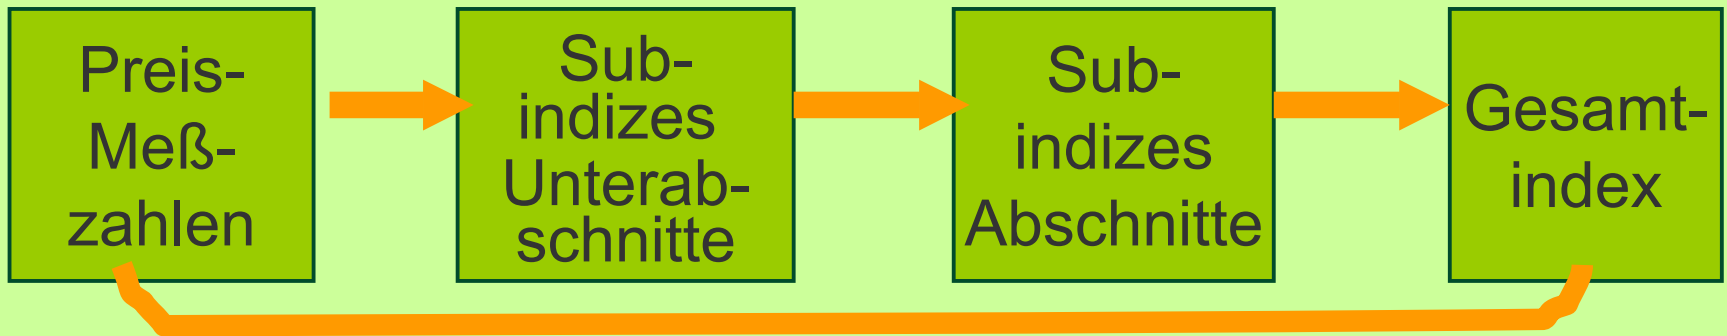 Preis-
Meß-
zahlen
Sub-
indizes
Unterab-
schnitte
Sub-
indizes
Abschnitte
Gesamt-
index